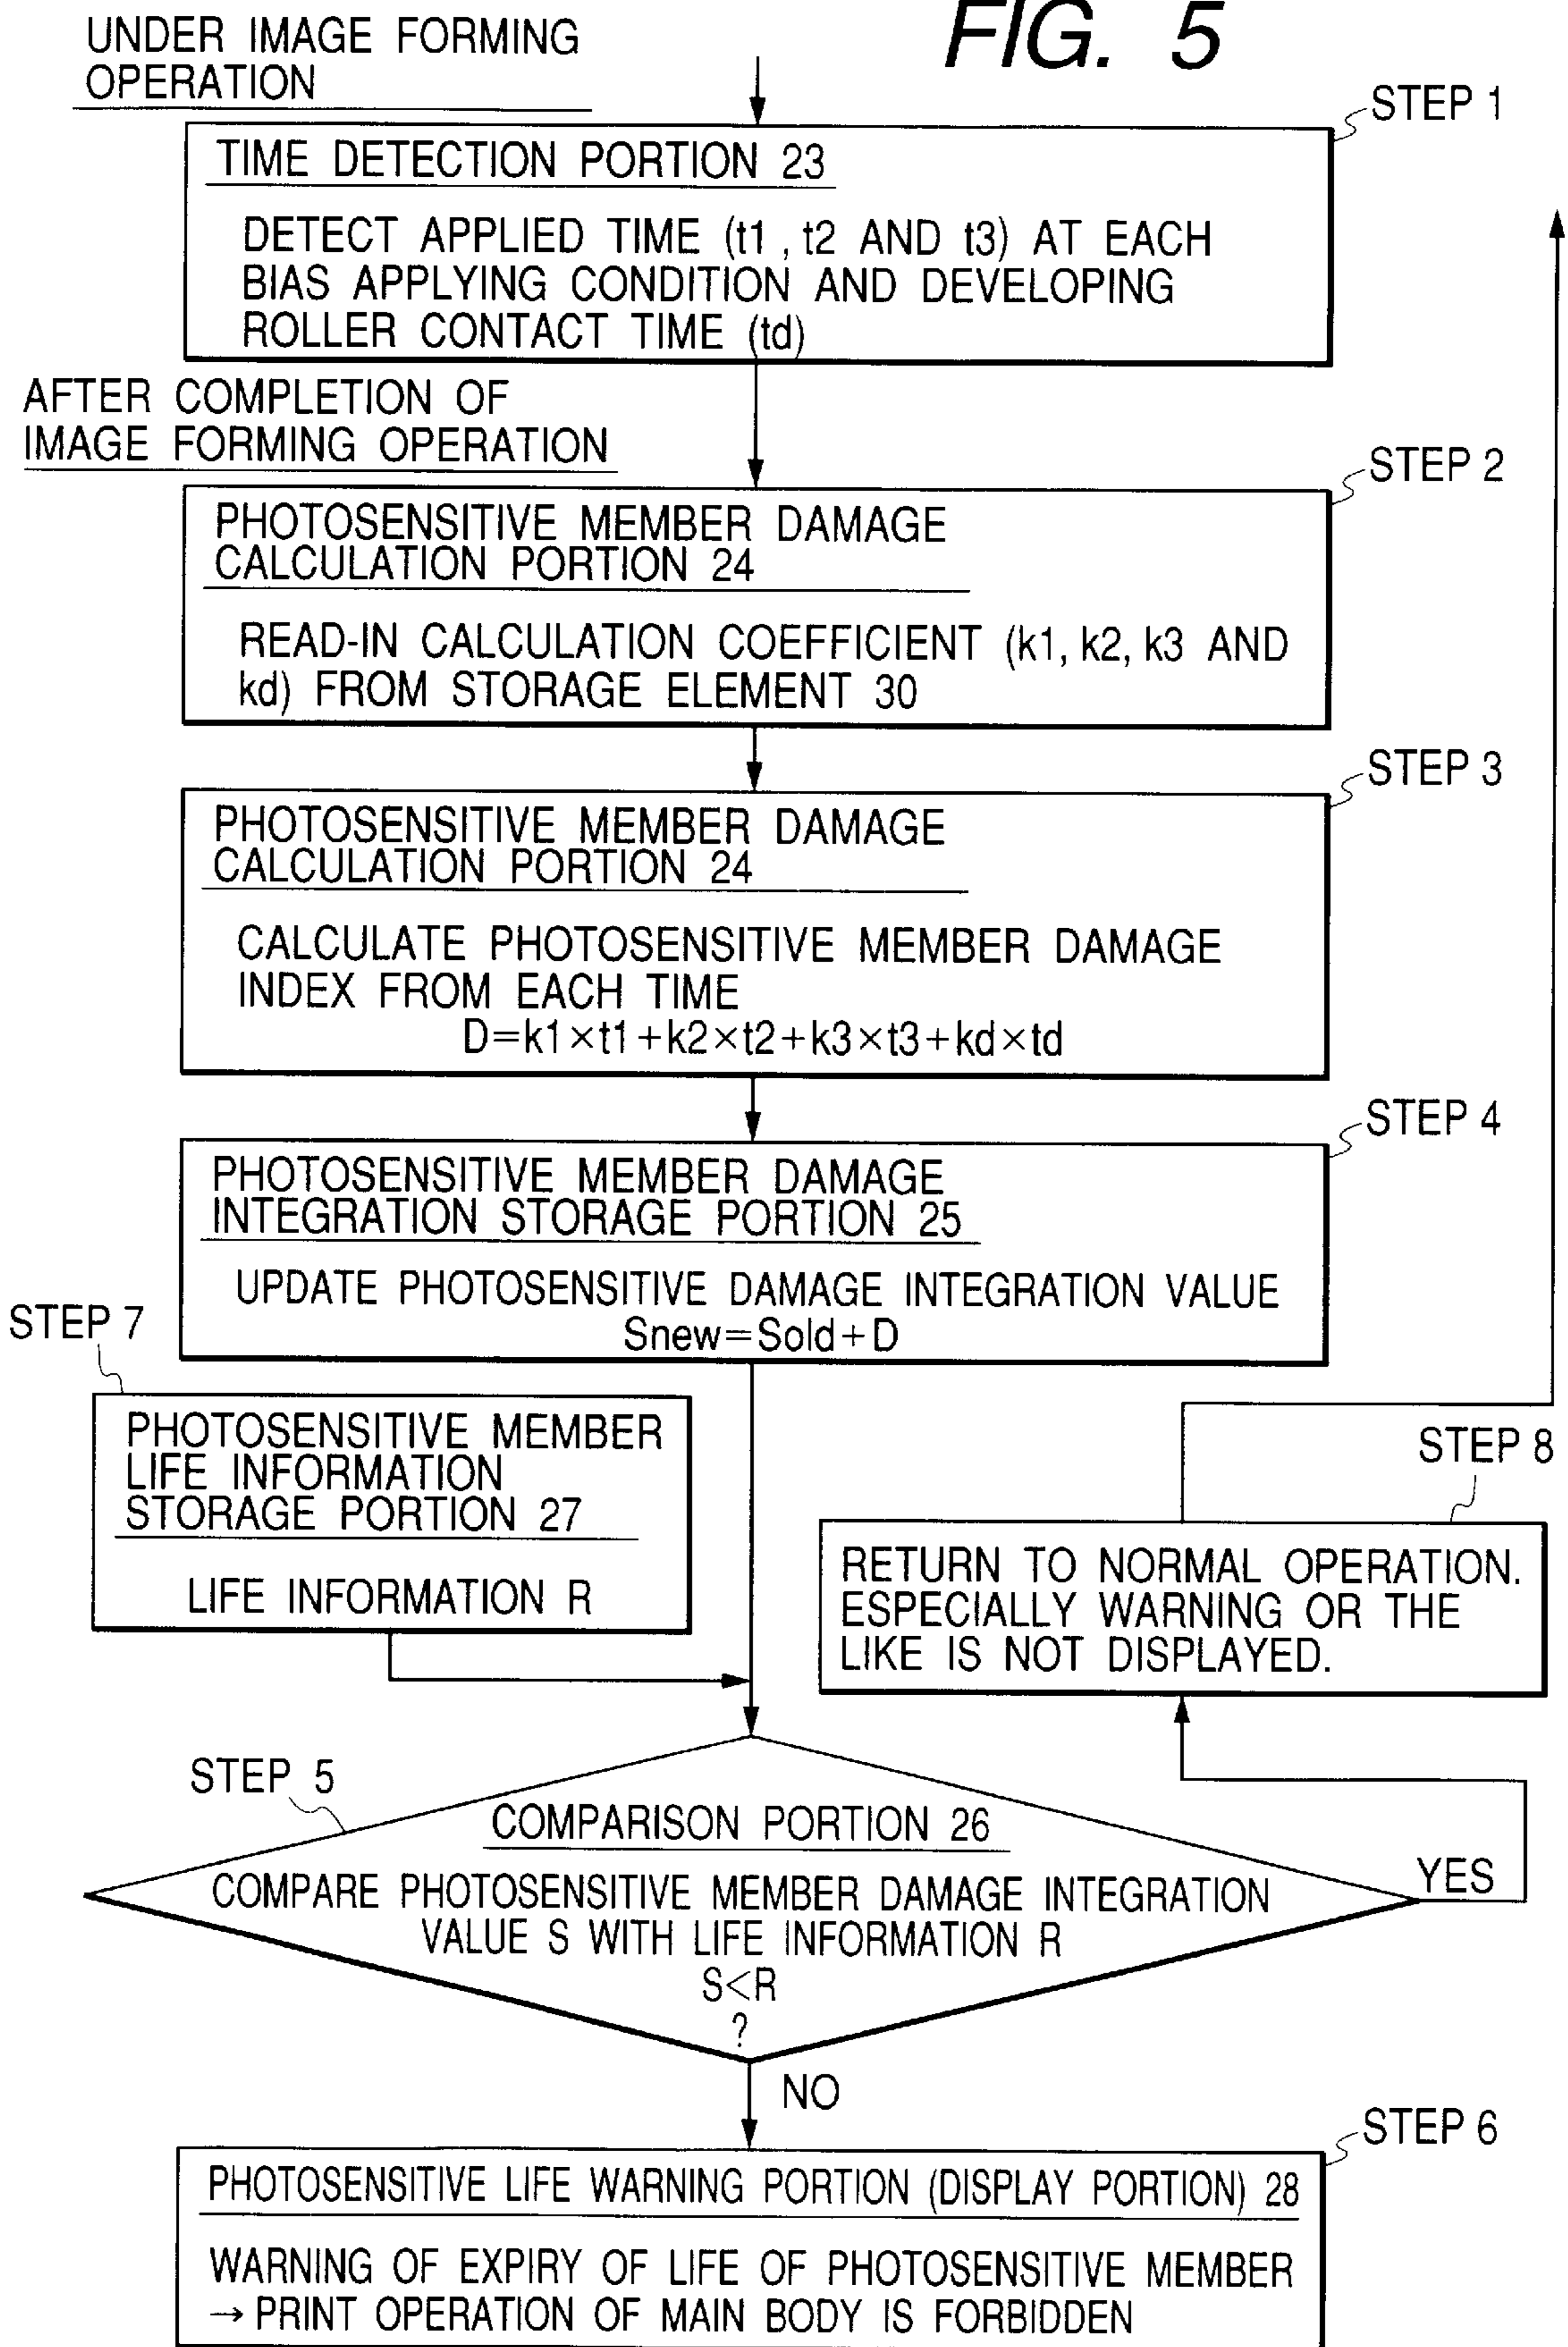 FIG. 5
UNDER IMAGE FORMING
OPERATION
STEP 1
TIME DETECTION PORTION 23
DETECT APPLIED TIME (t1 , t2 AND t3) AT EACH
BIAS APPLYING CONDITION AND DEVELOPING
ROLLER CONTACT TIME (td)
AFTER COMPLETION OF
IMAGE FORMING OPERATION
STEP 2
PHOTOSENSITIVE MEMBER DAMAGE
CALCULATION PORTION 24
READ-IN CALCULATION COEFFICIENT (k1, k2, k3 AND
kd) FROM STORAGE ELEMENT 30
STEP 3
PHOTOSENSITIVE MEMBER DAMAGE
CALCULATION PORTION 24
CALCULATE PHOTOSENSITIVE MEMBER DAMAGE
INDEX FROM EACH TIME
D=k1×t1+k2×t2+k3×t3+kd×td
STEP 4
PHOTOSENSITIVE MEMBER DAMAGE
INTEGRATION STORAGE PORTION 25
UPDATE PHOTOSENSITIVE DAMAGE INTEGRATION VALUE
Snew=Sold+D
STEP 7
PHOTOSENSITIVE MEMBER
LIFE INFORMATION
STORAGE PORTION 27
LIFE INFORMATION R
STEP 8
RETURN TO NORMAL OPERATION.
ESPECIALLY WARNING OR THE
LIKE IS NOT DISPLAYED.
STEP 5
COMPARISON PORTION 26
COMPARE PHOTOSENSITIVE MEMBER DAMAGE INTEGRATION
VALUE S WITH LIFE INFORMATION R
S<R
?
YES
NO
STEP 6
PHOTOSENSITIVE LIFE WARNING PORTION (DISPLAY PORTION) 28
WARNING OF EXPIRY OF LIFE OF PHOTOSENSITIVE MEMBER
→ PRINT OPERATION OF MAIN BODY IS FORBIDDEN